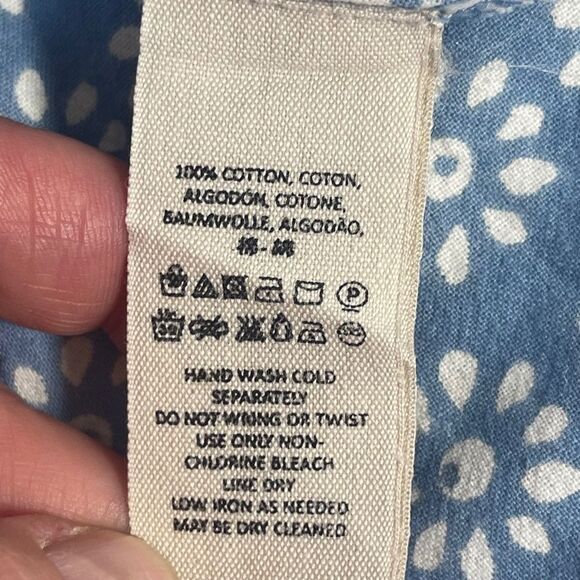 100% COTTON, COTON,
ALGODÓN, COTONE,
BAUMWOLLE, ALGODÃO,
棉 - 綿
P
30
HAND WASH COLD
SEPARATELY
DO NOT WRING OR TWIST
USE ONLY NON-
CHLORINE BLEACH
LINE DRY
LOW IRON AS NEEDED
MAY BE DRY CLEANED